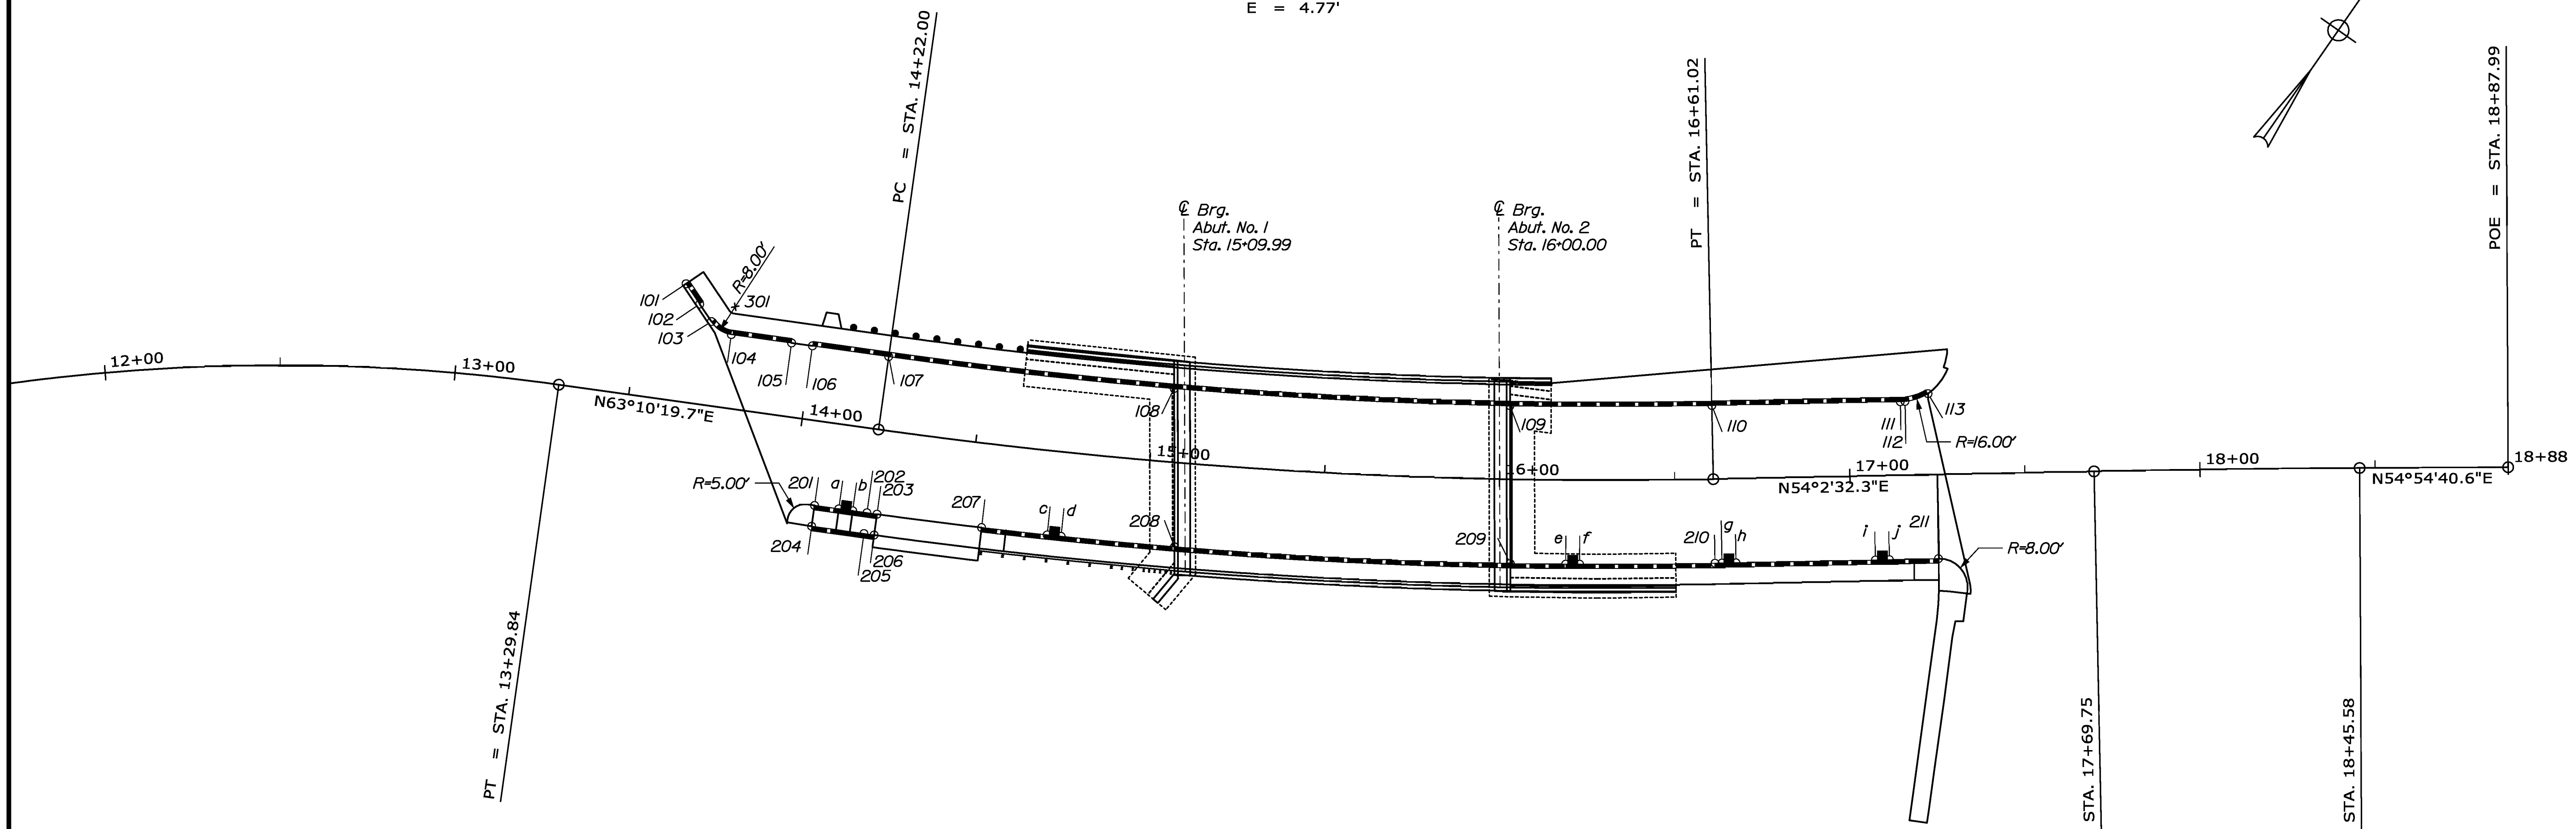 E = 4.77'
PC = STA. 14+22.00
PT = STA. 16+61.02
POE = STA. 18+87.99
℄ Brg.
Abut. No. 1
Sta. 15+09.99
℄ Brg.
Abut. No. 2
Sta. 16+00.00
R=8.00'
101
301
102
103
104
105
106
107
108
109
110
111
112
113
R=16.00'
12+00
13+00
N63°10'19.7"E
14+00
15+00
16+00
17+00
N54°2'32.3"E
18+00
18+88
N54°54'40.6"E
R=5.00'
201
a
b
202
203
204
205
206
207
c
d
208
209
e
f
210
g
h
i
j
211
R=8.00'
PT = STA. 13+29.84
STA. 17+69.75
STA. 18+45.58